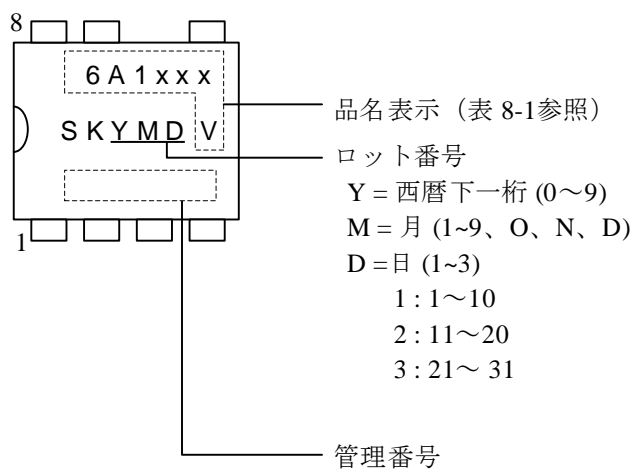 8
6 A 1 x x x
S K Y M D V
1
品名表示（表 8-1参照）
ロット番号
Y = 西暦下一桁 (0～9)
M = 月 (1~9、O、N、D)
D =日 (1~3)
1 : 1～10
2 : 11～20
3 : 21～ 31
管理番号